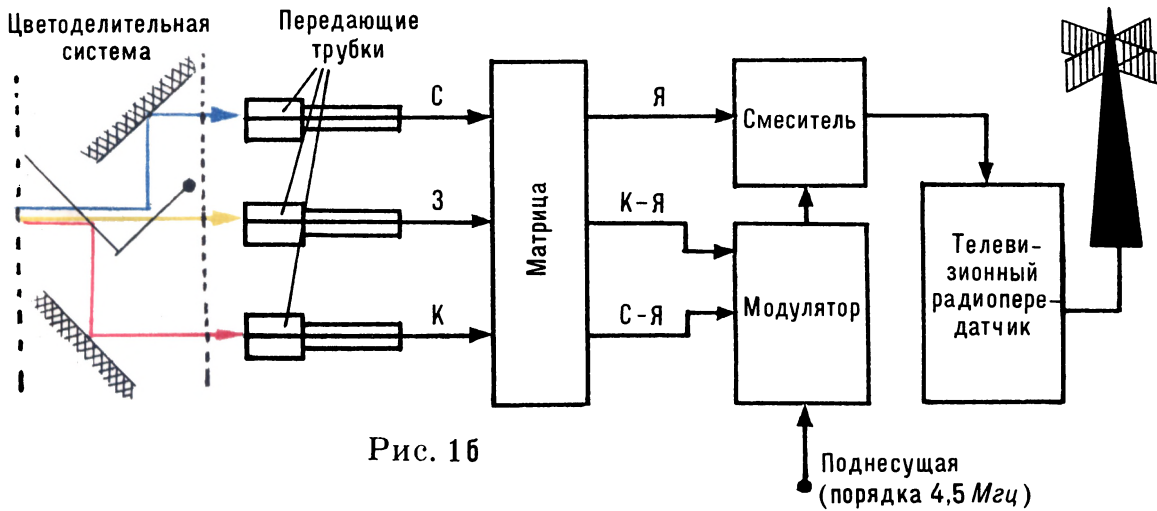 Цветоделительная
система
Передающие
трубки
С
З
К
Матрица
Я
К-Я
С-Я
Смеситель
Модулятор
Телеви-
зионный
радиопере-
датчик
Поднесущая
(порядка 4,5 Мгц)
Рис. 1б